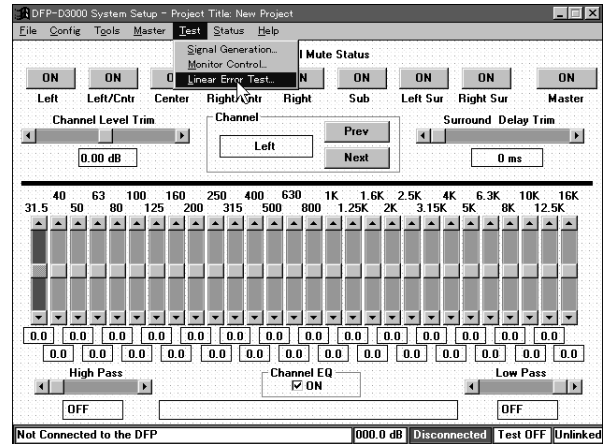 DFP-D3000 System Setup - Project Title: New Project
File Config Tools Master Test Status Help
Signal Generation...
Monitor Control...
Linear Error Test...
l Mute Status
ON ON ON ON ON ON ON
Left Left/Cntr Center Right/Cntr Right Sub Left Sur Right Sur Master
Channel Level Trim Channel Surround Delay Trim
Left Prev
Next
0.00 dB 0 ms
40 63 100 160 250 400 630 1K 1.6K 2.5K 4K 6.3K 10K 16K
31.5 50 80 125 200 315 500 800 1.25K 2K 3.15K 5K 8K 12.5K
0.0 0.0 0.0 0.0 0.0 0.0 0.0 0.0 0.0 0.0 0.0 0.0 0.0 0.0
0.0 0.0 0.0 0.0 0.0 0.0 0.0 0.0 0.0 0.0 0.0 0.0 0.0 0.0
High Pass Channel EQ Low Pass
ON
OFF OFF
Not Connected to the DFP 000.0 dB Disconnected Test OFF Unlinked